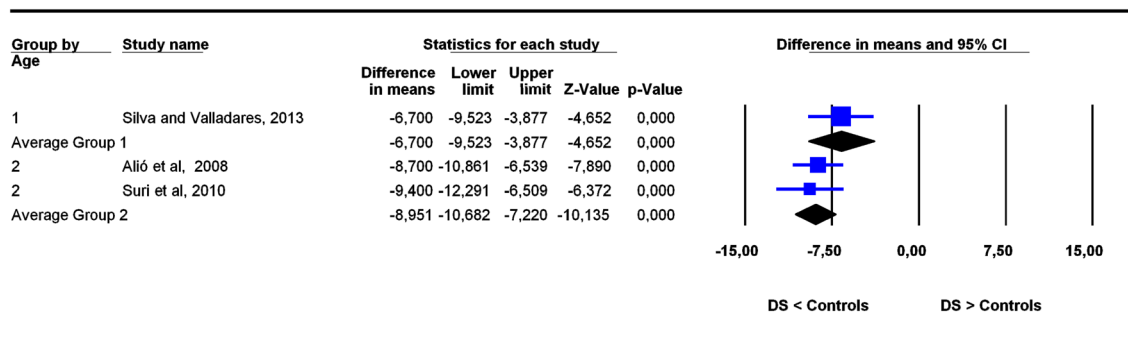 Group by Study name Statistics for each study Difference in means and 95% CI
Age
Difference Lower Upper
in means limit limit Z-Value p-Value
1 Silva and Valladares, 2013 -6,700 -9,523 -3,877 -4,652 0,000
Average Group 1 -6,700 -9,523 -3,877 -4,652 0,000
2 Alió et al, 2008 -8,700 -10,861 -6,539 -7,890 0,000
2 Suri et al, 2010 -9,400 -12,291 -6,509 -6,372 0,000
Average Group 2 -8,951 -10,682 -7,220 -10,135 0,000
-15,00 -7,50 0,00 7,50 15,00
DS < Controls DS > Controls